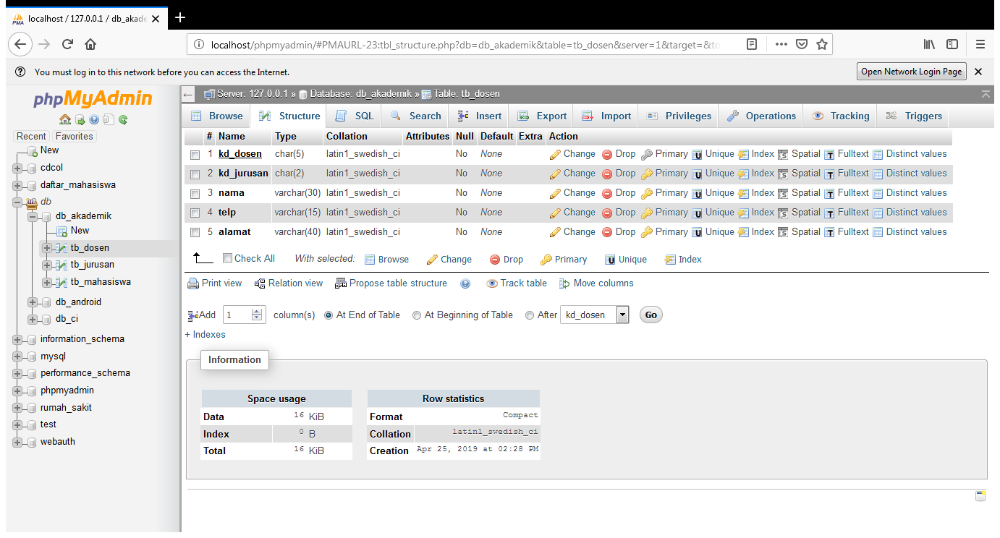 localhost / 127.0.0.1 / db_akade
localhost/phpmyadmin/#PMAURL-23:tbl_structure.php?db=db_akademik&table=tb_dosen&server=1&target=&to
You must log in to this network before you can access the Internet.
Open Network Login Page
phpMyAdmin
Recent Favorites
New
cdcol
daftar_mahasiswa
db
db_akademik
New
tb_dosen
tb_jurusan
tb_mahasiswa
db_android
db_ci
information_schema
mysql
performance_schema
phpmyadmin
rumah_sakit
test
webauth
Server: 127.0.0.1 » Database: db_akademik » Table: tb_dosen
Browse Structure SQL Search Insert Export Import Privileges Operations Tracking Triggers
# Name Type Collation Attributes Null Default Extra Action
1 kd_dosen char(5) latin1_swedish_ci No None Change Drop Primary Unique Index Spatial Fulltext Distinct values
2 kd_jurusan char(2) latin1_swedish_ci No None Change Drop Primary Unique Index Spatial Fulltext Distinct values
3 nama varchar(30) latin1_swedish_ci No None Change Drop Primary Unique Index Spatial Fulltext Distinct values
4 telp varchar(15) latin1_swedish_ci No None Change Drop Primary Unique Index Spatial Fulltext Distinct values
5 alamat varchar(40) latin1_swedish_ci No None Change Drop Primary Unique Index Spatial Fulltext Distinct values
Check All With selected: Browse Change Drop Primary Unique Index
Print view Relation view Propose table structure Track table Move columns
Add 1 column(s) At End of Table At Beginning of Table After kd_dosen Go
+ Indexes
Information
Space usage
Data 16 KiB
Index 0 B
Total 16 KiB
Row statistics
Format Compact
Collation latin1_swedish_ci
Creation Apr 25, 2019 at 02:28 PM